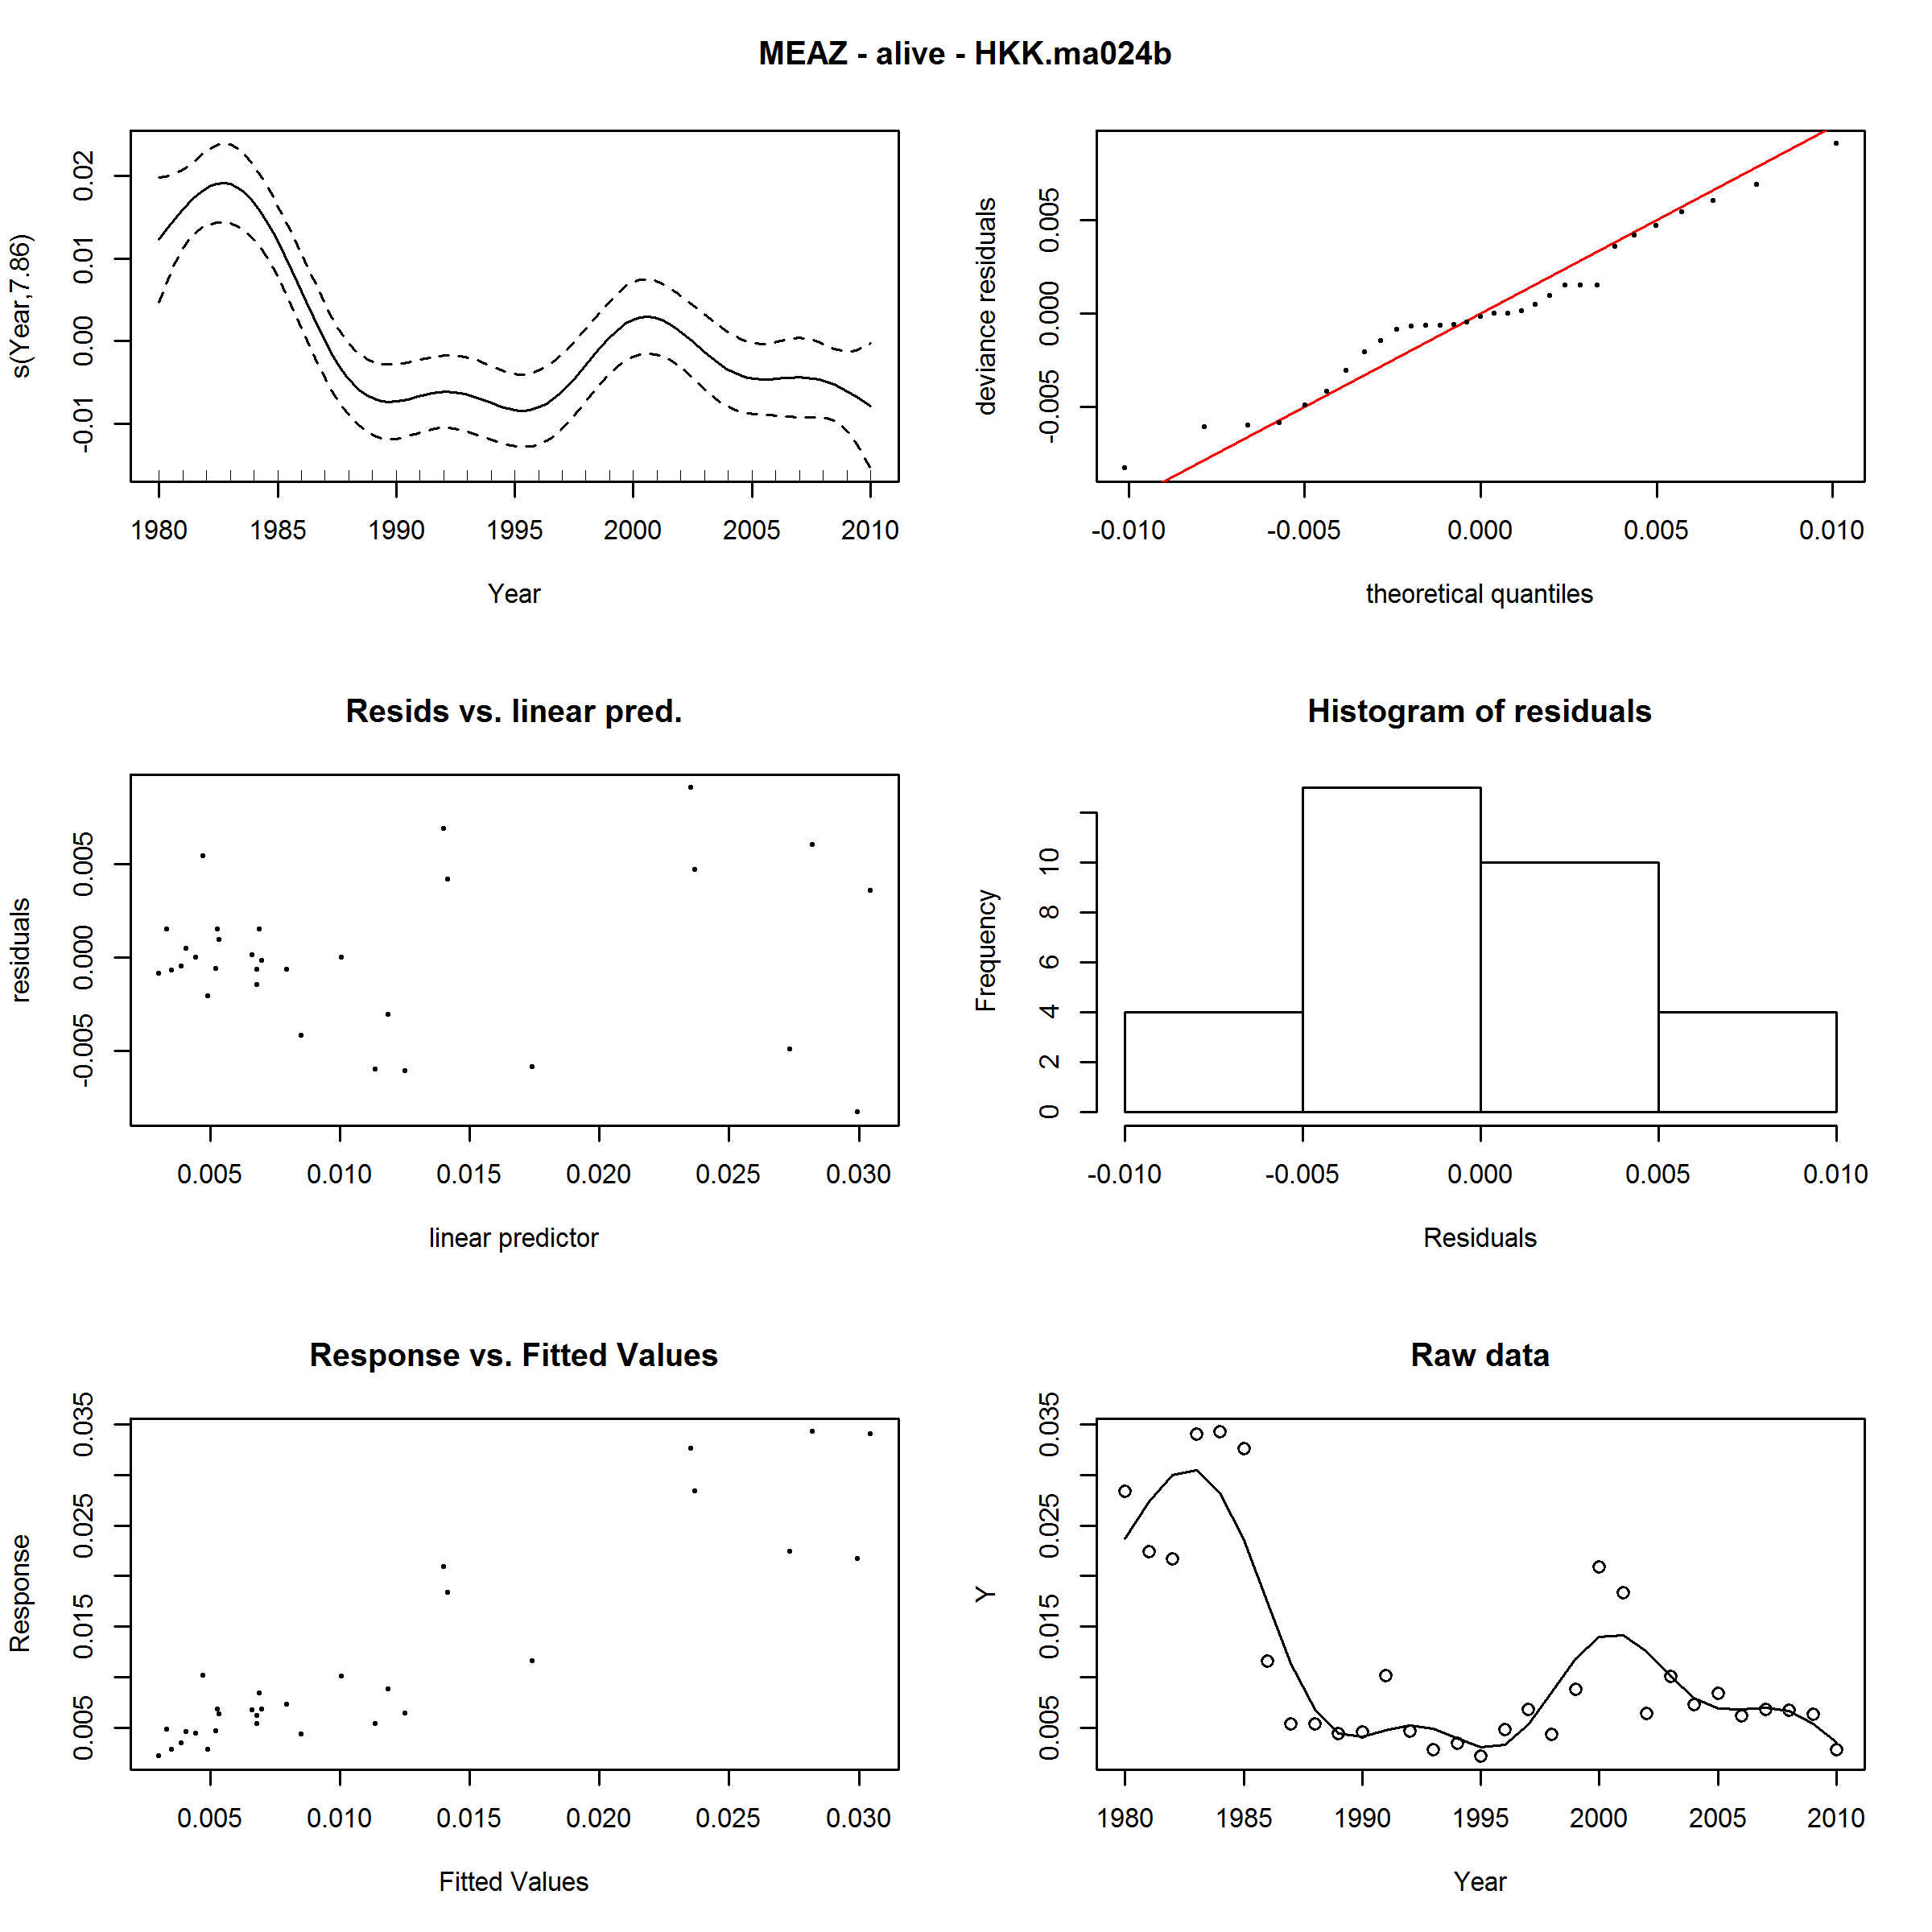 MEAZ - alive - HKK.ma024b
s(Year,7.86)
0.02
0.01
0.00
-0.01
1980 1985 1990 1995 2000 2005 2010
Year
deviance residuals
0.005
0.000
-0.005
-0.010 -0.005 0.000 0.005 0.010
theoretical quantiles
Resids vs. linear pred.
residuals
0.005
0.000
-0.005
0.005 0.010 0.015 0.020 0.025 0.030
linear predictor
Histogram of residuals
Frequency
10
8
6
4
2
0
-0.010 -0.005 0.000 0.005 0.010
Residuals
Response vs. Fitted Values
Response
0.035
0.025
0.015
0.005
0.005 0.010 0.015 0.020 0.025 0.030
Fitted Values
Raw data
Y
0.035
0.025
0.015
0.005
1980 1985 1990 1995 2000 2005 2010
Year